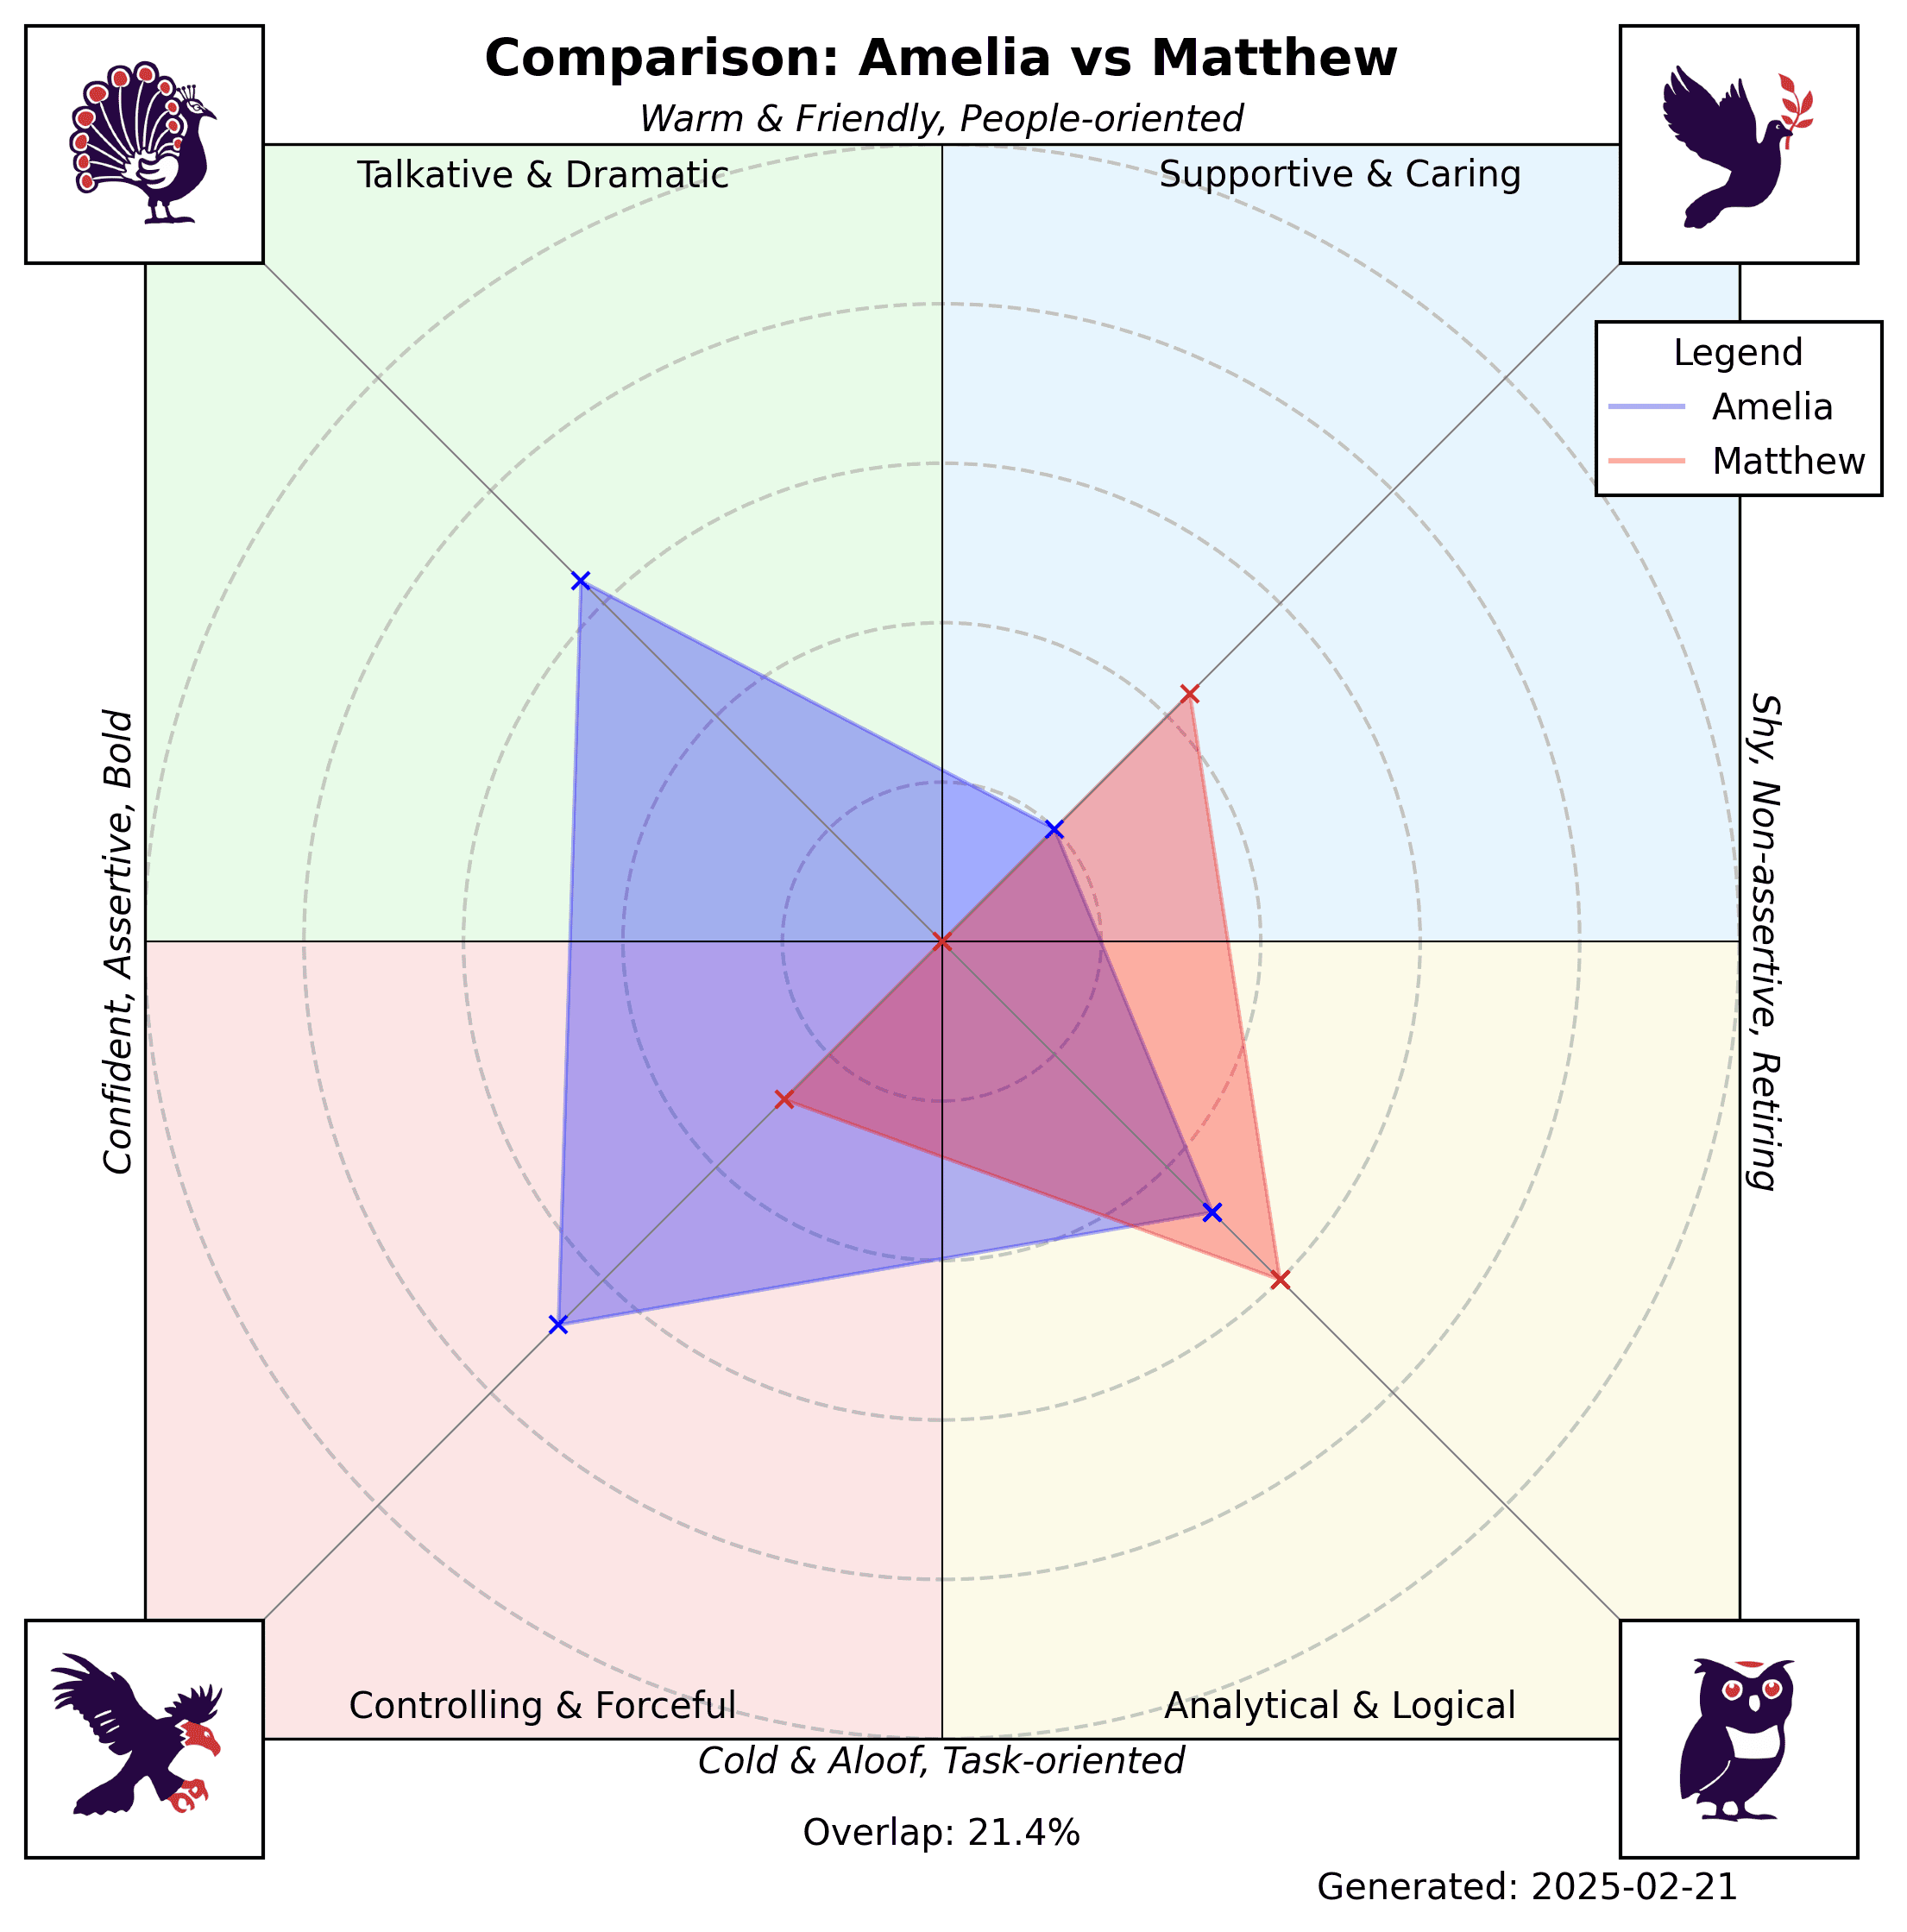 Comparison: Amelia vs Matthew
Warm & Friendly, People-oriented
Talkative & Dramatic
Supportive & Caring
Legend
Amelia
Matthew
Confident, Assertive, Bold
Shy, Non-assertive, Retiring
Controlling & Forceful
Analytical & Logical
Cold & Aloof, Task-oriented
Overlap: 21.4%
Generated: 2025-02-21